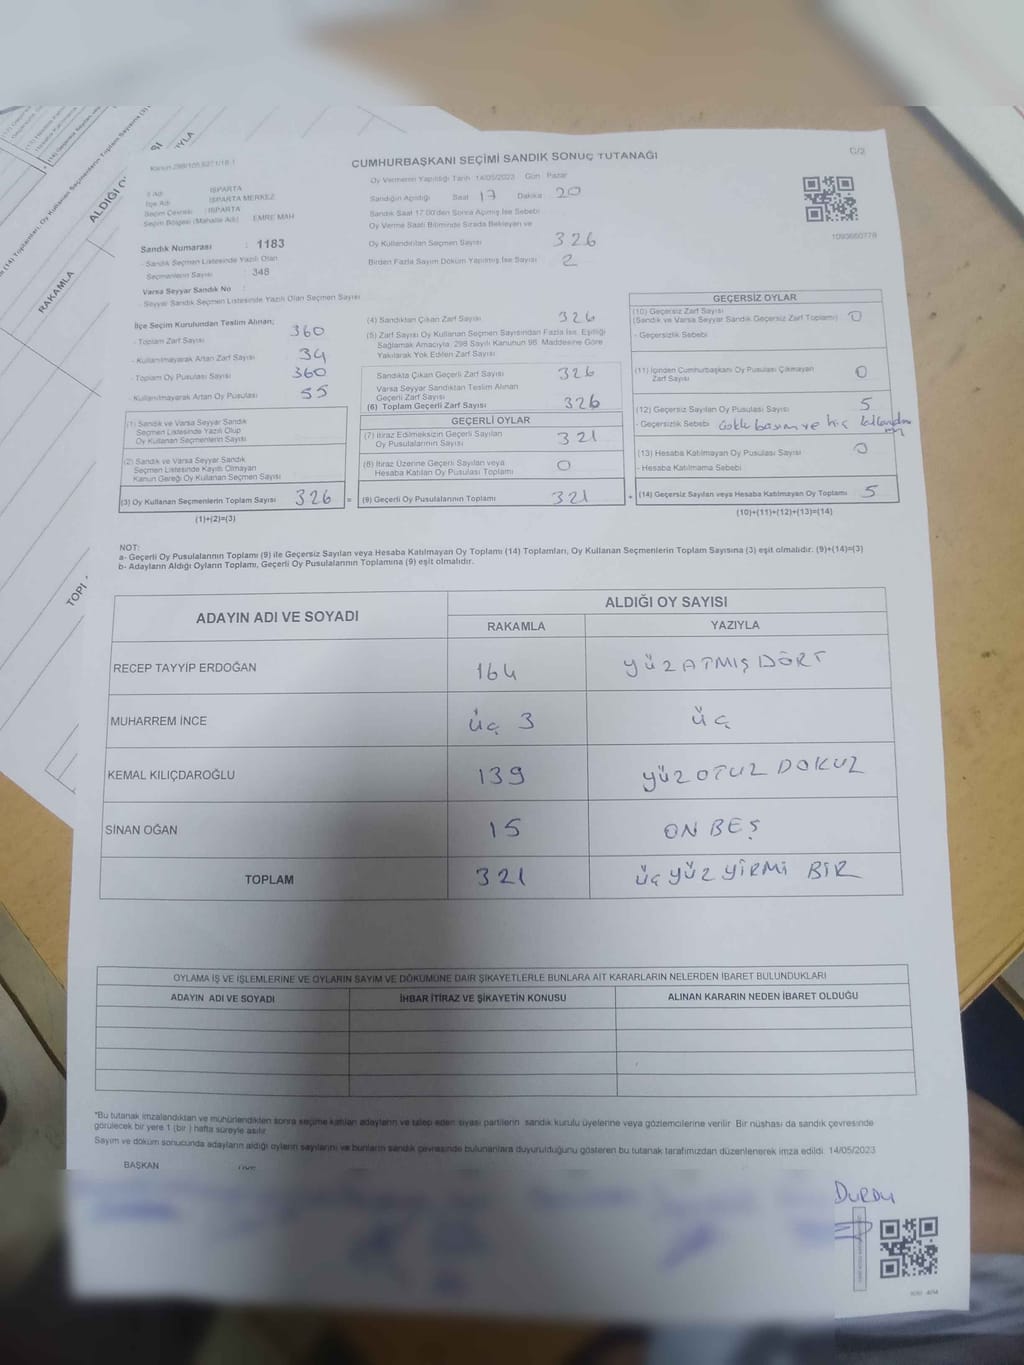 CUMHURBAŞKANI SEÇİMİ SANDIK SONUÇ TUTANAĞI
C/2
Oy Vermenin Yapıldığı Tarih 14/05/2023 Gün Pazar
İl Adı ISPARTA
İlçe Adı ISPARTA MERKEZ
Seçim Çevresi : ISPARTA
Seçim Bölgesi (Mahalle Adı) EMRE MAH
Sandık Numarası : 1183
- Sandık Seçmen Listesinde Yazılı Olan
Seçmenlerin Sayısı : 348
Varsa Seyyar Sandık No :
- Seyyar Sandık Seçmen Listesinde Yazılı Olan Seçmen Sayısı
Sandığın Açıldığı Saat 17 Dakika 20
Sandık Saat 17.00'den Sonra Açımış İse Sebebi
Oy Verme Saati Bitiminde Sırada Bekleyen ve
Oy Kullandırılan Seçmen Sayısı 326
Birden Fazla Sayım Döküm Yapılmış İse Sayısı 2
1093660778
İlçe Seçim Kurulundan Teslim Alınan;
- Toplam Zarf Sayısı 360
- Kullanılmayarak Artan Zarf Sayısı 34
- Toplam Oy Pusulası Sayısı 360
- Kullanılmayarak Artan Oy Pusulası 55
(1) Sandık ve Varsa Seyyar Sandık
Seçmen Listesinde Yazılı Olup
Oy Kullanan Seçmenlerin Sayısı
(2) Sandık ve Varsa Seyyar Sandık
Seçmen Listesinde Kayıtlı Olmayan
Kanun Gereği Oy Kullanan Seçmen Sayısı
(3) Oy Kullanan Seçmenlerin Toplam Sayısı 326 =
(1)+(2)=(3)
(4) Sandıktan Çıkan Zarf Sayısı 326
(5) Zarf Sayısı Oy Kullanan Seçmen Sayısından Fazla İse, Eşitliği
Sağlamak Amacıyla, 298 Sayılı Kanunun 98. Maddesine Göre
Yakılarak Yok Edilen Zarf Sayısı
Sandıkta Çıkan Geçerli Zarf Sayısı 326
Varsa Seyyar Sandıktan Teslim Alınan
Geçerli Zarf Sayısı
(6) Toplam Geçerli Zarf Sayısı 326
GEÇERLİ OYLAR
(7) İtiraz Edilmeksizin Geçerli Sayılan
Oy Pusulalarının Sayısı 321
(8) İtiraz Üzerine Geçerli Sayılan veya
Hesaba Katılan Oy Pusulası Toplamı 0
(9) Geçerli Oy Pusulalarının Toplamı 321 +
GEÇERSİZ OYLAR
(10) Geçersiz Zarf Sayısı
(Sandık ve Varsa Seyyar Sandık Geçersiz Zarf Toplamı) 0
- Geçersizlik Sebebi
(11) İçinden Cumhurbaşkanı Oy Pusulası Çıkmayan
Zarf Sayısı 0
(12) Geçersiz Sayılan Oy Pusulası Sayısı 5
- Geçersizlik Sebebi
(13) Hesaba Katılmayan Oy Pusulası Sayısı 0
- Hesaba Katılmama Sebebi
(14) Geçersiz Sayılan veya Hesaba Katılmayan Oy Toplamı 5
(10)+(11)+(12)+(13)=(14)
NOT:
a- Geçerli Oy Pusulalarının Toplamı (9) ile Geçersiz Sayılan veya Hesaba Katılmayan Oy Toplamı (14) Toplamları, Oy Kullanan Seçmenlerin Toplam Sayısına (3) eşit olmalıdır. (9)+(14)=(3)
b- Adayların Aldığı Oyların Toplamı, Geçerli Oy Pusulalarının Toplamına (9) eşit olmalıdır.
ADAYIN ADI VE SOYADI ALDIĞI OY SAYISI
RAKAMLA YAZIYLA
RECEP TAYYİP ERDOĞAN 164 YÜZ ATMIŞ DÖRT
MUHARREM İNCE üç 3 üç
KEMAL KILIÇDAROĞLU 139 YÜZ OTUZ DOKUZ
SİNAN OĞAN 15 ON BEŞ
TOPLAM 321 üç YÜZ YİRMİ BİR
OYLAMA İŞ VE İŞLEMLERİNE VE OYLARIN SAYIM VE DÖKÜMÜNE DAİR ŞİKAYETLERLE BUNLARA AİT KARARLARIN NELERDEN İBARET BULUNDUKLARI
ADAYIN ADI VE SOYADI İHBAR İTİRAZ VE ŞİKAYETİN KONUSU ALINAN KARARIN NEDEN İBARET OLDUĞU
*Bu tutanak imzalandıktan ve mühürlendikten sonra seçime katılan adayların ve talep eden siyasi partilerin sandık kurulu üyelerine veya gözlemcilerine verilir. Bir nüshası da sandık çevresinde
görülecek bir yere 1 (bir) hafta süreyle asılır.
Sayım ve döküm sonucunda adayların aldığı oyların sayılarını ve bunların sandık çevresinde bulunanlara duyurulduğunu gösteren bu tutanak tarafımızdan düzenlenerek imza edildi. 14/05/2023
BAŞKAN
DURDU
RAKAMLA